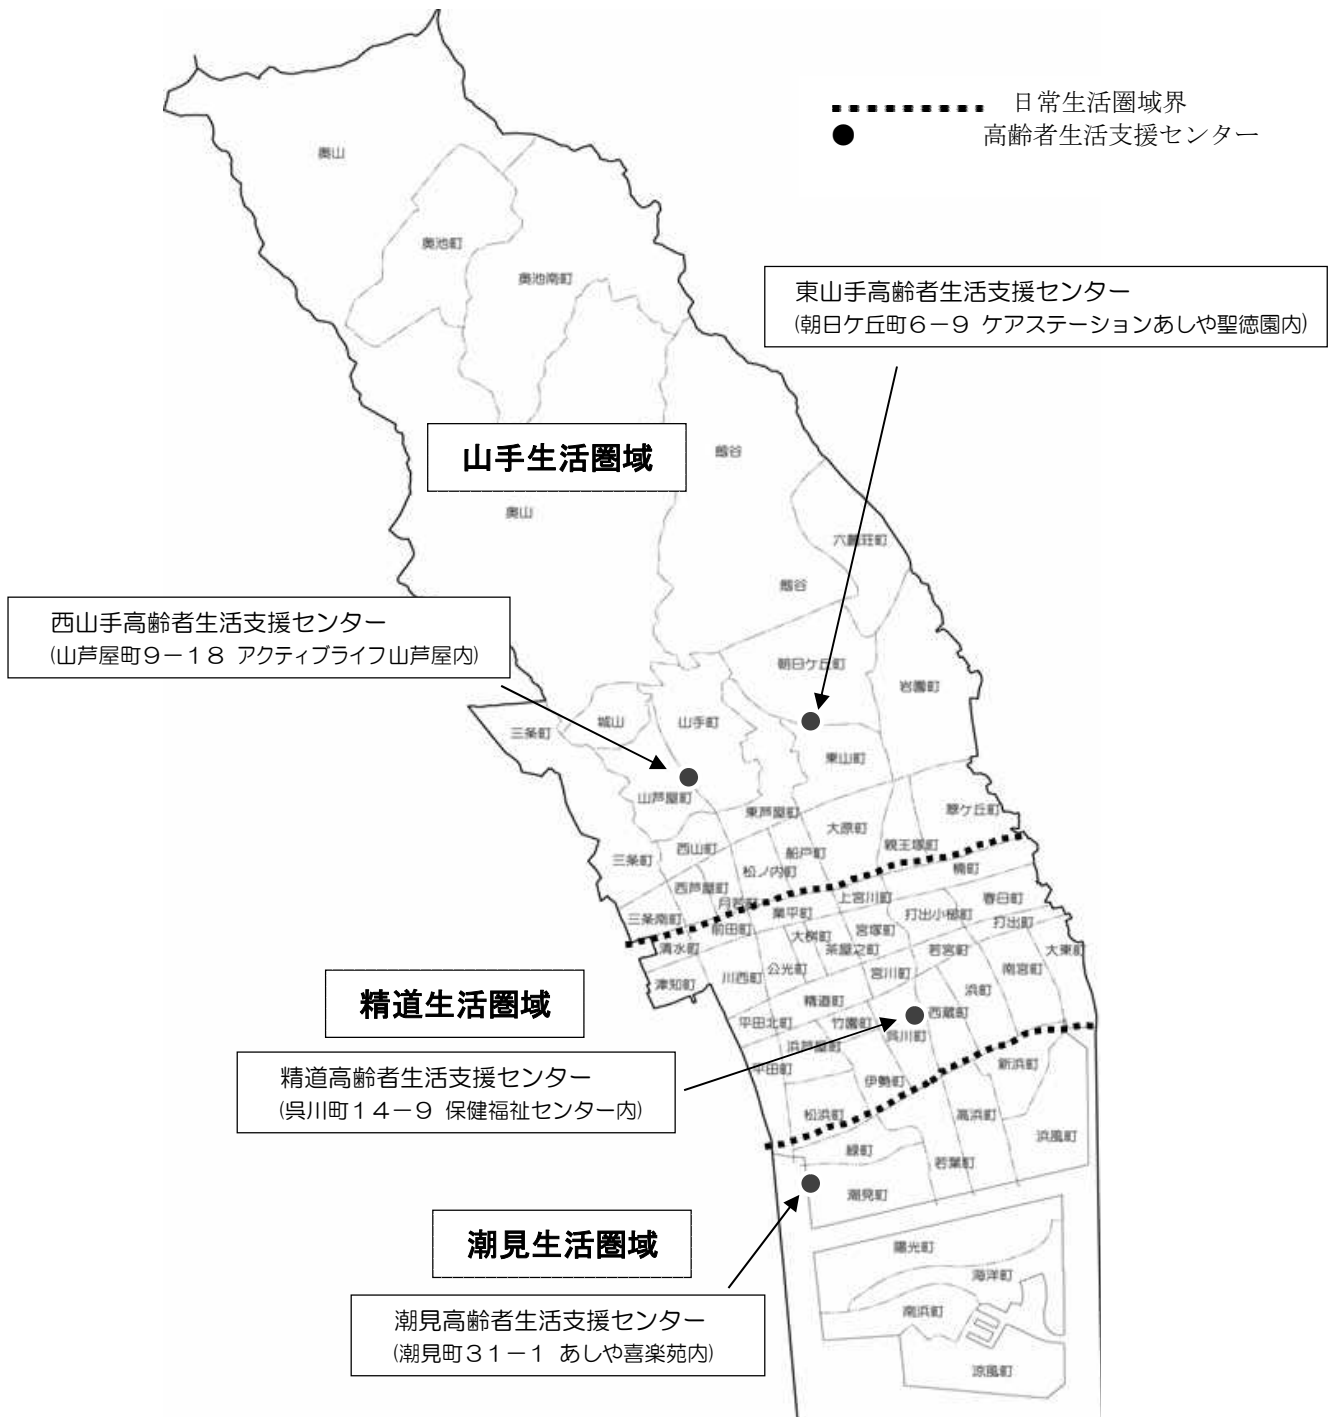 日常生活圏域界
高齢者生活支援センター
奥山
奥池町
奥池南町
東山手高齢者生活支援センター
(朝日ケ丘町6－9 ケアステーションあしや聖徳園内)
山手生活圏域
剱谷
奥山
六麓荘町
剱谷
西山手高齢者生活支援センター
(山芦屋町9－18 アクティブライフ山芦屋内)
朝日ケ丘町
岩園町
三条町
城山
山手町
東山町
山芦屋町
東芦屋町
翠ケ丘町
大原町
親王塚町
西山町
船戸町
三条町
松ノ内町
楠町
西芦屋町
月若町
上宮川町
春日町
三条南町
業平町
打出小槌町
前田町
大桝町
宮塚町
打出町
清水町
茶屋之町
若宮町
大東町
津知町
川西町
公光町
宮川町
南宮町
浜町
精道生活圏域
精道町
西蔵町
平田北町
竹園町
呉川町
浜芦屋町
平田町
新浜町
精道高齢者生活支援センター
(呉川町14－9 保健福祉センター内)
伊勢町
松浜町
高浜町
浜風町
緑町
若葉町
潮見町
潮見生活圏域
陽光町
海洋町
南浜町
潮見高齢者生活支援センター
(潮見町31－1 あしや喜楽苑内)
涼風町